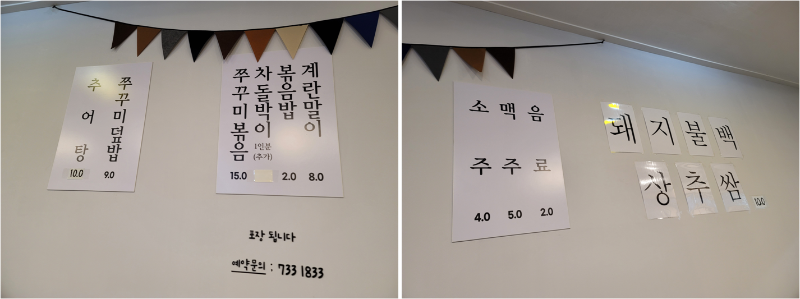 추어탕
10.0
쭈꾸미덮밥
9.0
쭈꾸미볶음
15.0
차돌박이
1인분
(추가)
볶음밥
2.0
계란말이
8.0
포장 됩니다
예약문의 : 733 1833
소주
4.0
맥주
5.0
음료
2.0
돼지불백
상추쌈 10.0